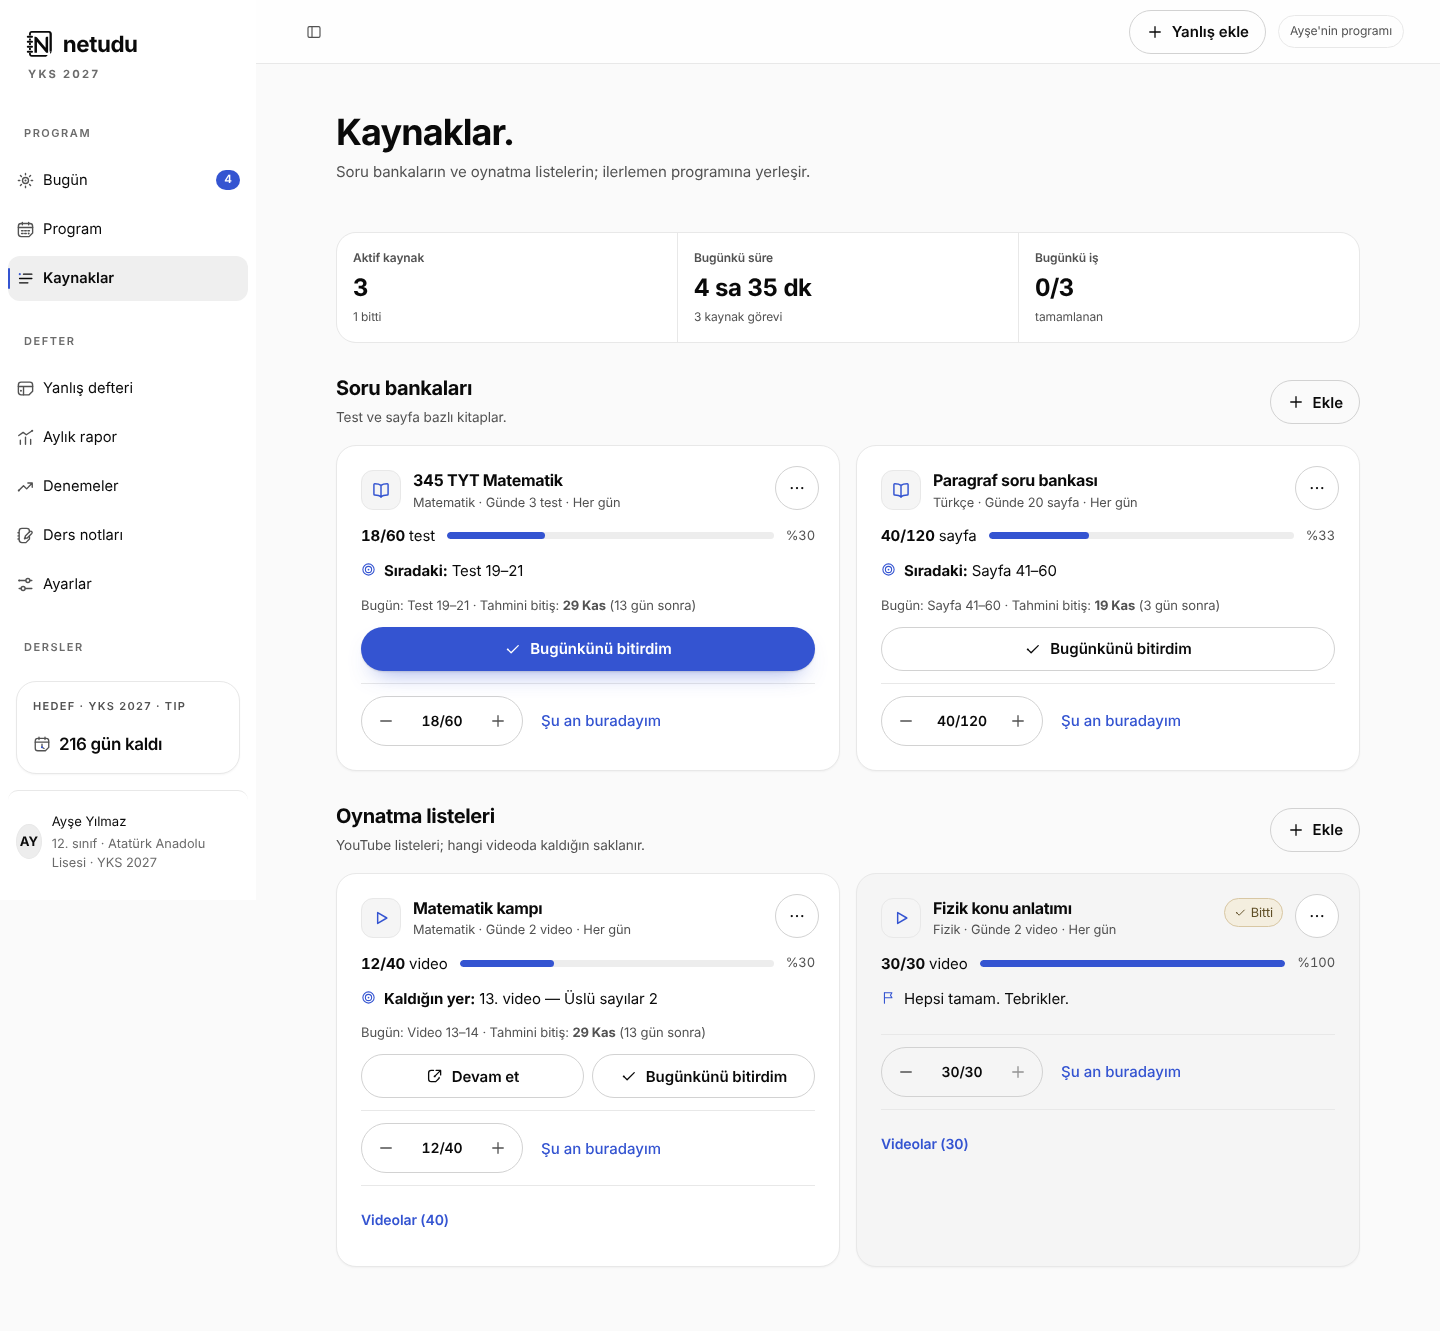 netudu
YKS 2027
PROGRAM
Bugün
4
Program
Kaynaklar
DEFTER
Yanlış defteri
Aylık rapor
Denemeler
Ders notları
Ayarlar
DERSLER
HEDEF · YKS 2027 · TIP
216 gün kaldı
AY
Ayşe Yılmaz
12. sınıf · Atatürk Anadolu
Lisesi · YKS 2027
Yanlış ekle
Ayşe'nin programı
Kaynaklar.
Soru bankaların ve oynatma listelerin; ilerlemen programına yerleşir.
Aktif kaynak
3
1 bitti
Bugünkü süre
4 sa 35 dk
3 kaynak görevi
Bugünkü iş
0/3
tamamlanan
Soru bankaları
Test ve sayfa bazlı kitaplar.
Ekle
345 TYT Matematik
Matematik · Günde 3 test · Her gün
18/60 test
%30
Sıradaki: Test 19–21
Bugün: Test 19–21 · Tahmini bitiş: 29 Kas (13 gün sonra)
Bugünkünü bitirdim
18/60
Şu an buradayım
Paragraf soru bankası
Türkçe · Günde 20 sayfa · Her gün
40/120 sayfa
%33
Sıradaki: Sayfa 41–60
Bugün: Sayfa 41–60 · Tahmini bitiş: 19 Kas (3 gün sonra)
Bugünkünü bitirdim
40/120
Şu an buradayım
Oynatma listeleri
YouTube listeleri; hangi videoda kaldığın saklanır.
Ekle
Matematik kampı
Matematik · Günde 2 video · Her gün
12/40 video
%30
Kaldığın yer: 13. video — Üslü sayılar 2
Bugün: Video 13–14 · Tahmini bitiş: 29 Kas (13 gün sonra)
Devam et
Bugünkünü bitirdim
12/40
Şu an buradayım
Videolar (40)
Fizik konu anlatımı
Fizik · Günde 2 video · Her gün
Bitti
30/30 video
%100
Hepsi tamam. Tebrikler.
30/30
Şu an buradayım
Videolar (30)